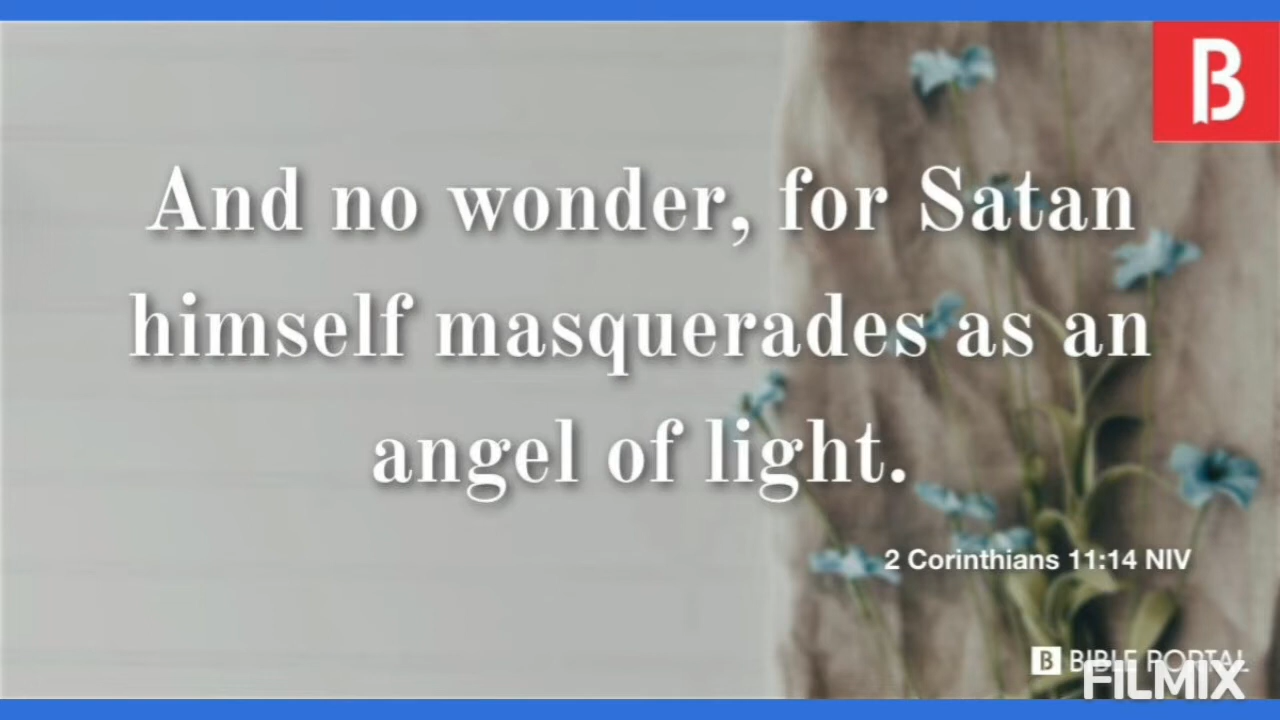 B
And no wonder, for Satan
himself masquerades as an
angel of light.
2 Corinthians 11:14 NIV
B BIBLE PORTAL
FILMIX